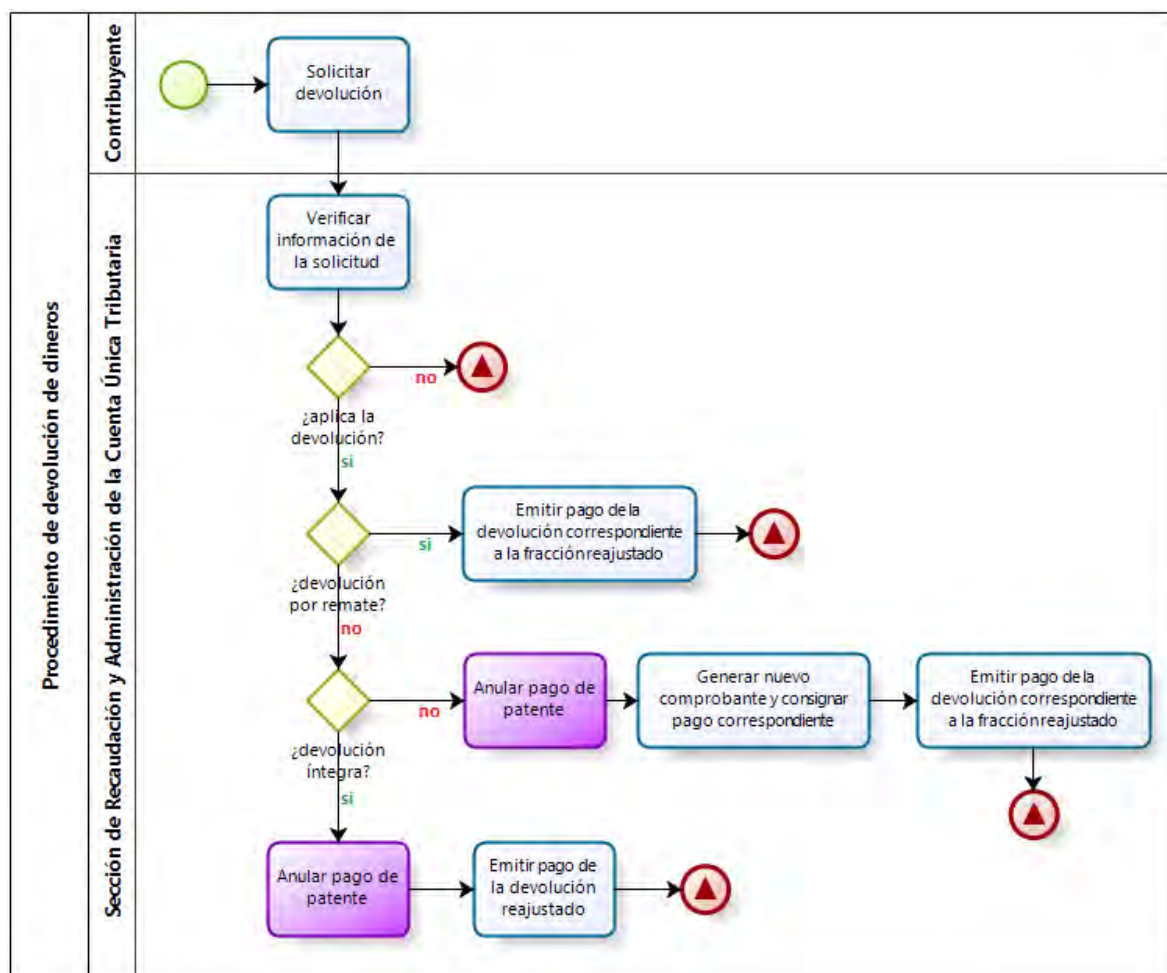 Procedimiento de devolución de dineros
Contribuyente
Solicitar
devolución
Sección de Recaudación y Administración de la Cuenta Única Tributaria
Verificar
información de
la solicitud
no
¿aplica la
devolución?
si
Emitir pago de la
devolución correspondiente
a la fracción reajustado
si
¿devolución
por remate?
no
Anular pago de
patente
Generar nuevo
comprobante y consignar
pago correspondiente
Emitir pago de la
devolución correspondiente
a la fracción reajustado
no
¿devolución
íntegra?
si
Anular pago de
patente
Emitir pago de
la devolución
reajustado